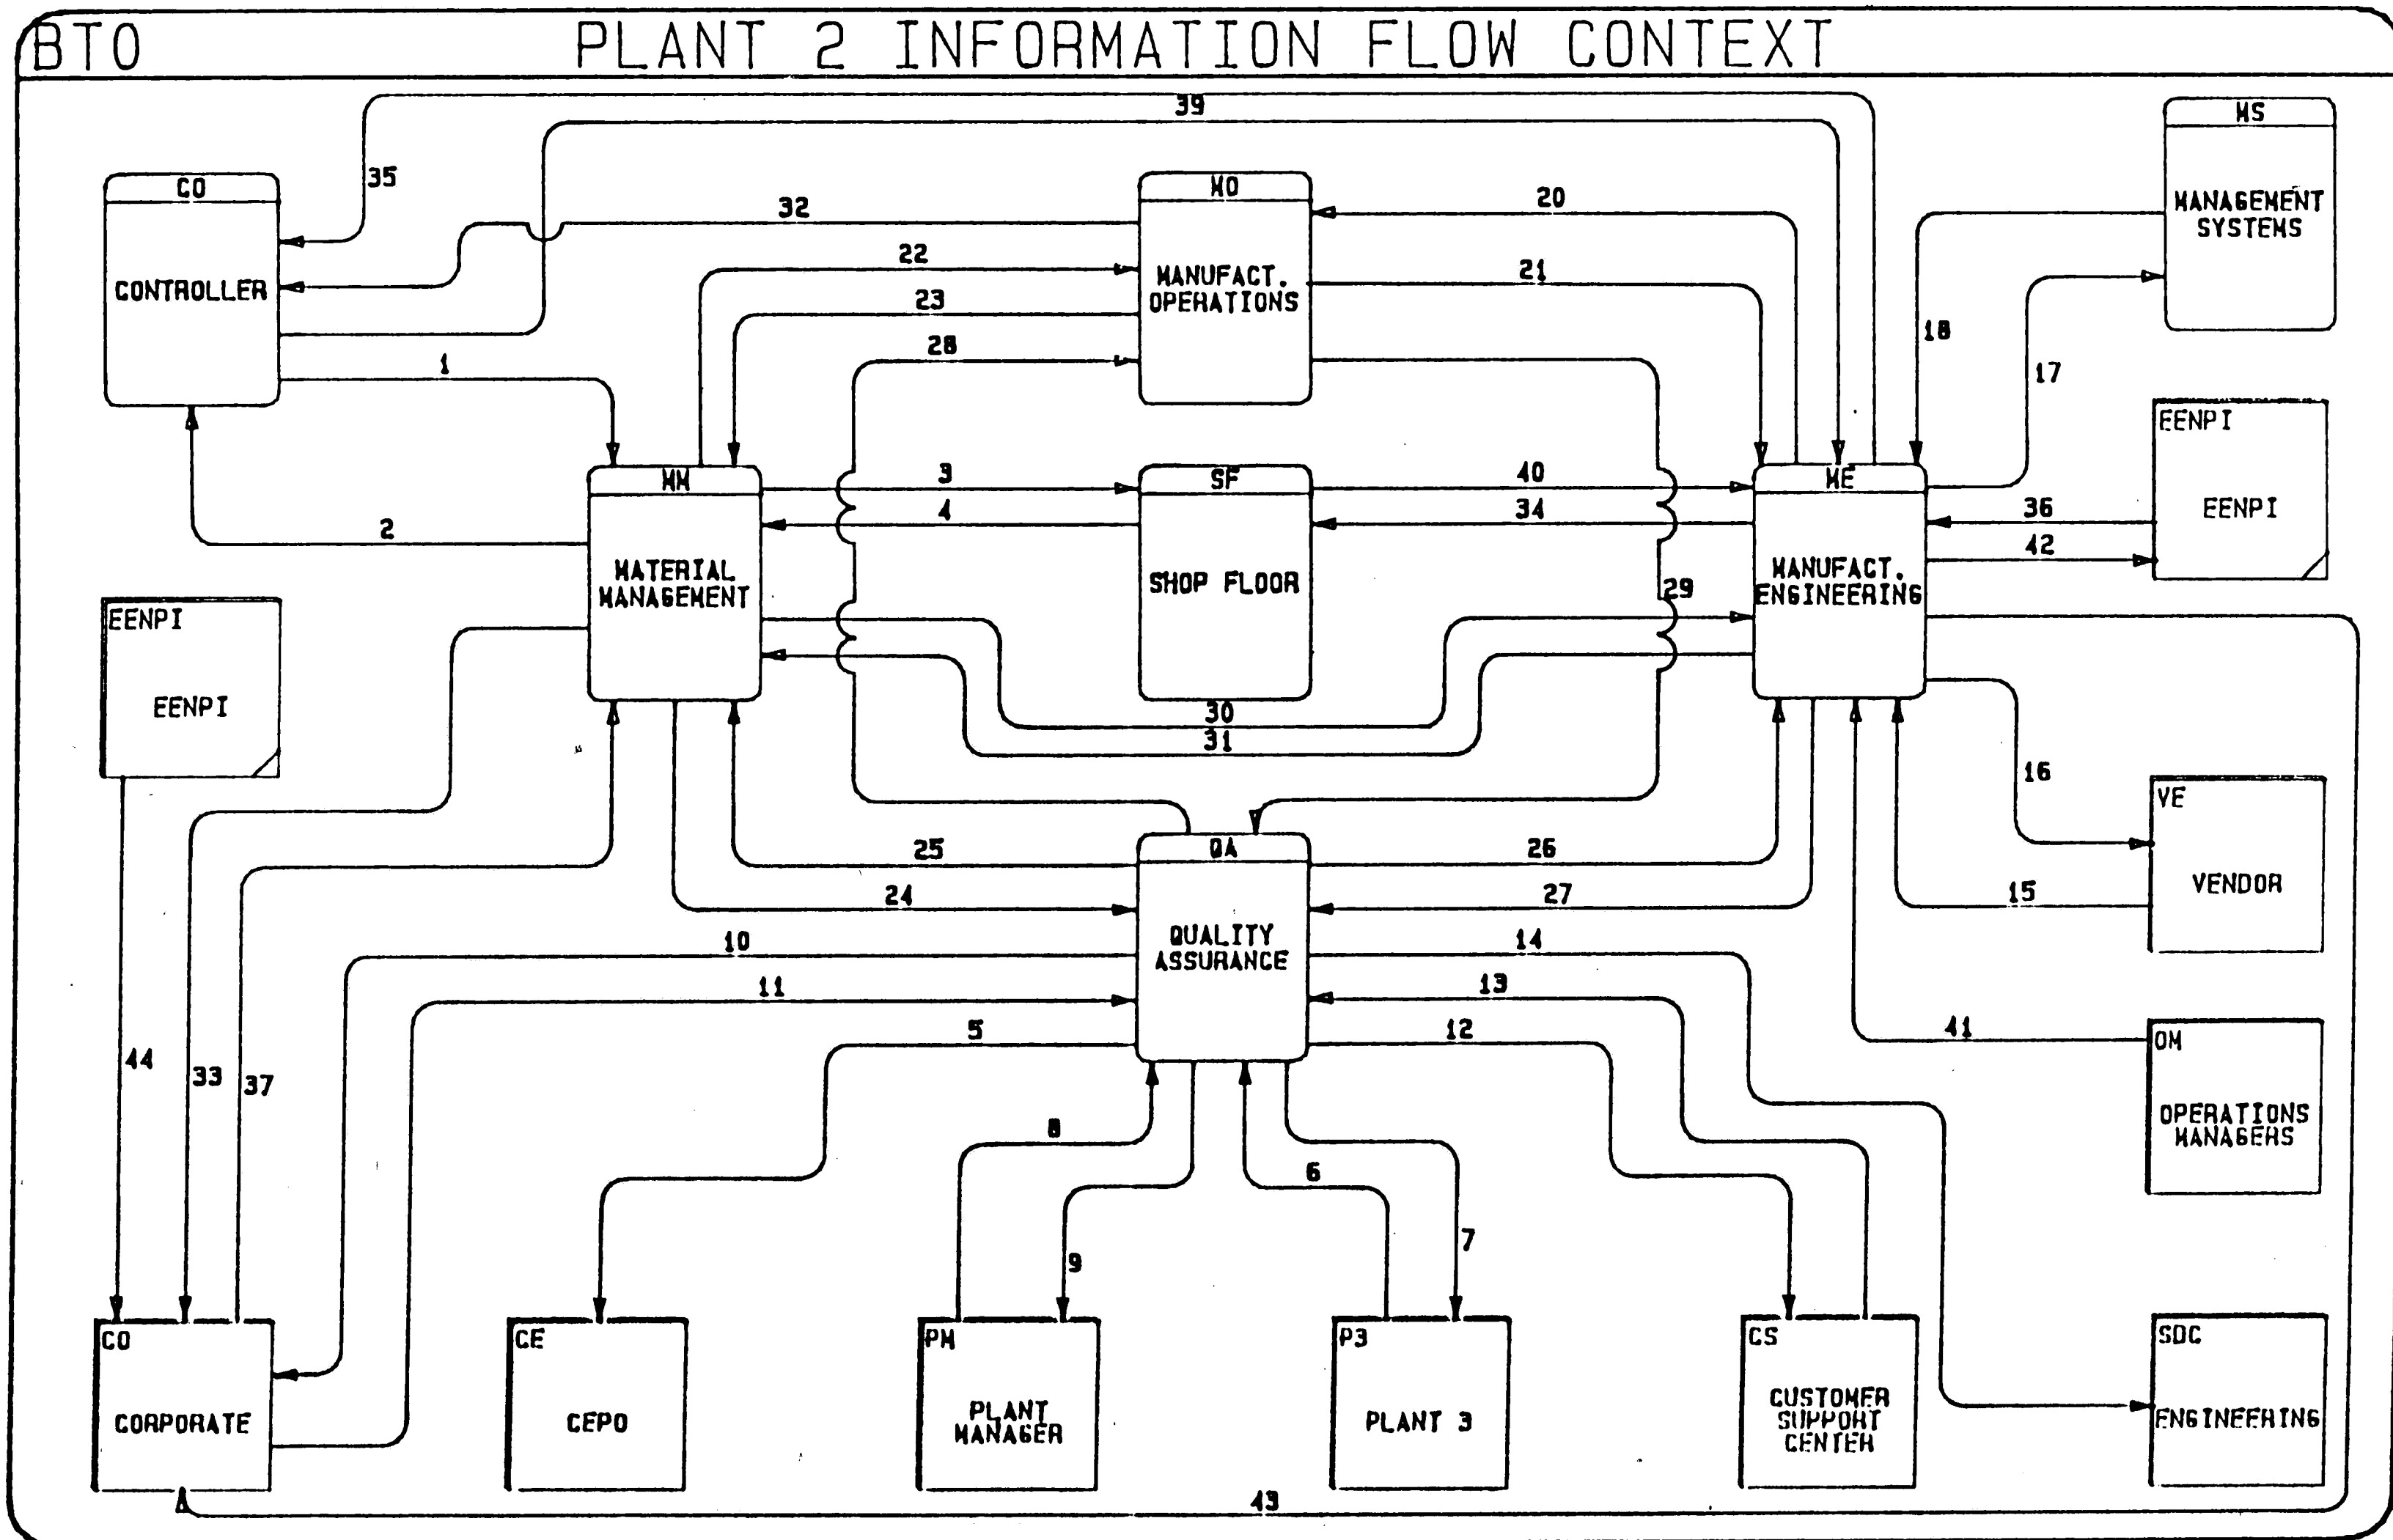 BTO
PLANT 2 INFORMATION FLOW CONTEXT
39
MS
MANAGEMENT
SYSTEMS
35
CO
CONTROLLER
32
MO
MANUFACT.
OPERATIONS
20
22
21
23
18
28
17
1
EENPI
EENPI
MM
MATERIAL
MANAGEMENT
3
SF
SHOP FLOOR
40
ME
MANUFACT.
ENGINEERING
4
34
36
2
42
29
EENPI
EENPI
30
31
16
VE
VENDOR
25
QA
QUALITY
ASSURANCE
26
24
27
15
10
14
11
13
5
12
41
OM
OPERATIONS
MANAGERS
44
33
37
8
6
7
9
CO
CORPORATE
CE
CEPO
PM
PLANT
MANAGER
P3
PLANT 3
CS
CUSTOMER
SUPPORT
CENTER
SDC
ENGINEERING
43